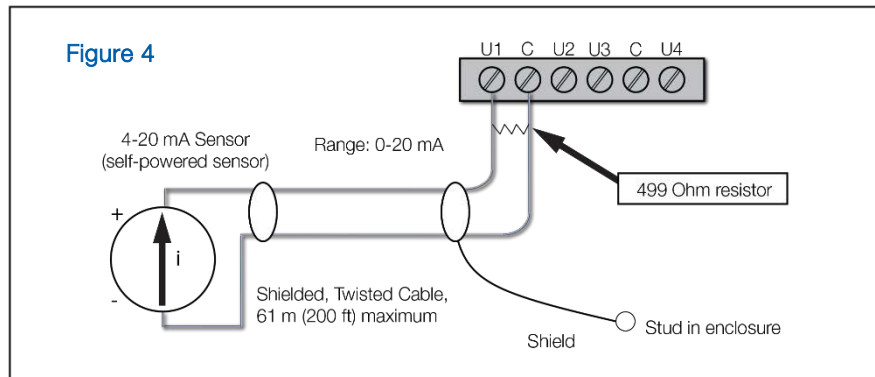 Figure 4
U1 C U2 U3 C U4
4-20 mA Sensor
(self-powered sensor)
Range: 0-20 mA
499 Ohm resistor
+
i
-
Shielded, Twisted Cable,
61 m (200 ft) maximum
Shield
Stud in enclosure